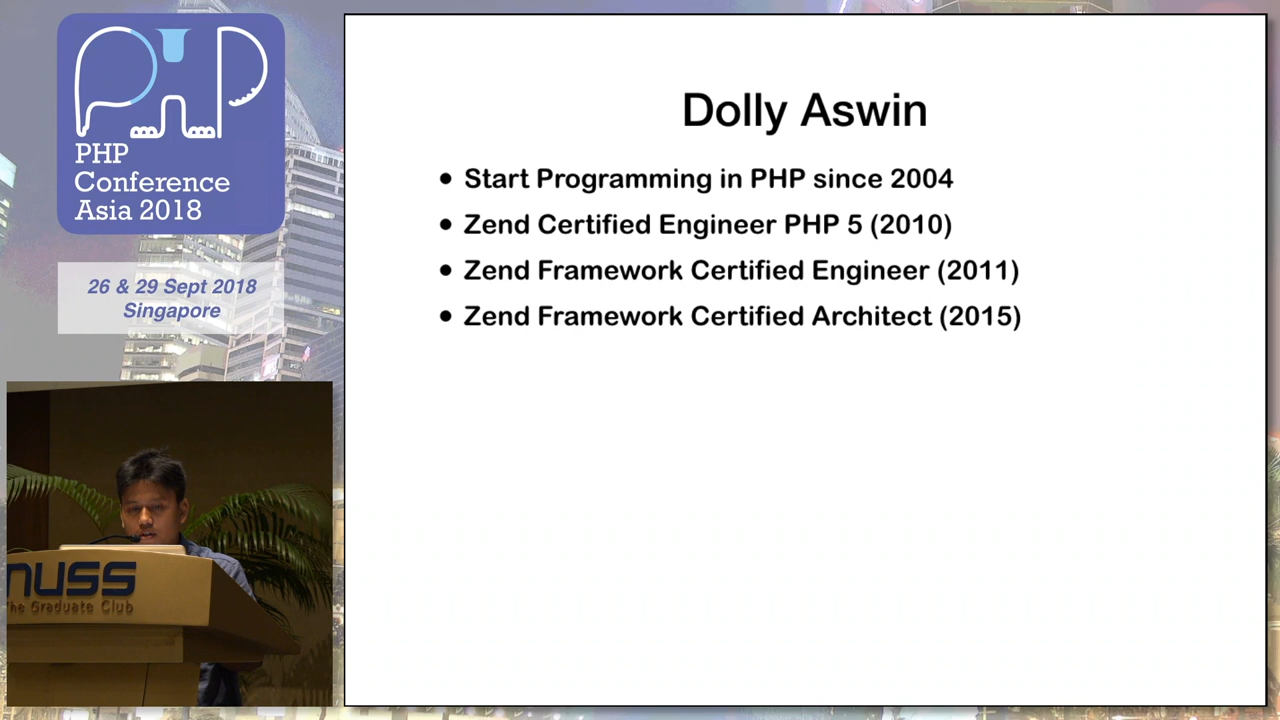 PHP
Conference
Asia 2018
26 & 29 Sept 2018
Singapore
Dolly Aswin
• Start Programming in PHP since 2004
• Zend Certified Engineer PHP 5 (2010)
• Zend Framework Certified Engineer (2011)
• Zend Framework Certified Architect (2015)
nuss
he Graduate Club